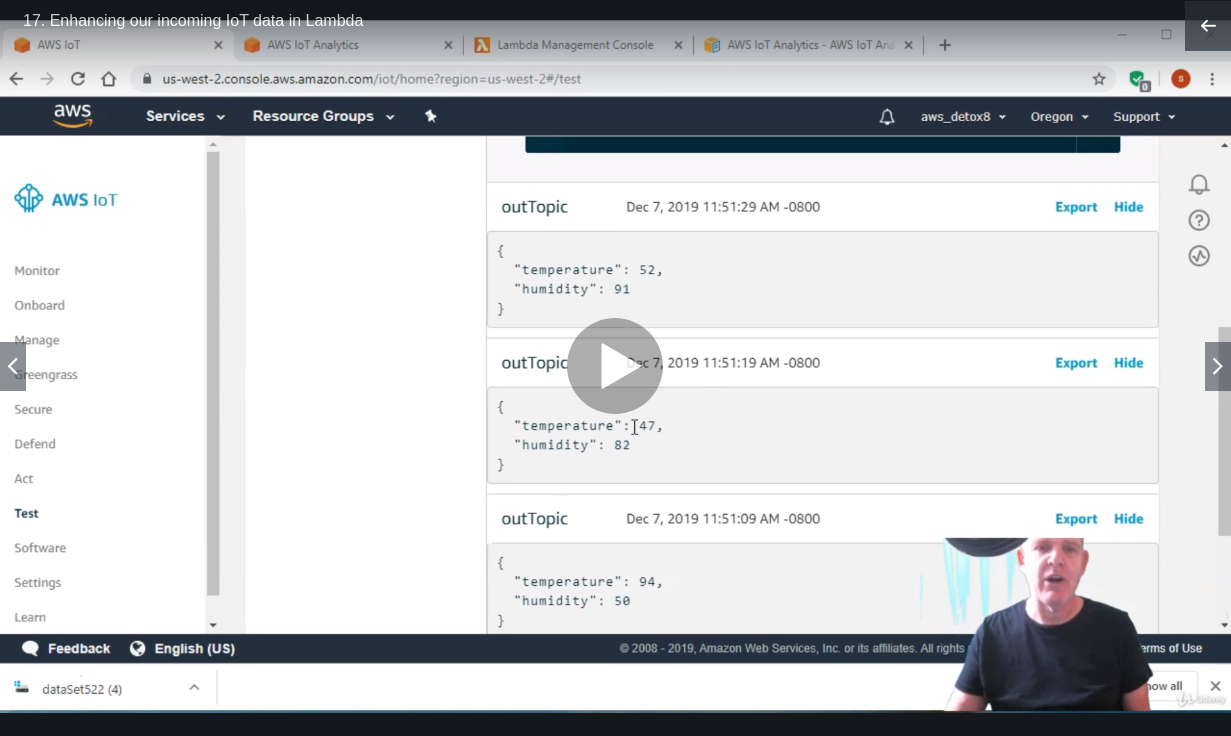 17. Enhancing our incoming IoT data in Lambda
AWS IoT
AWS IoT Analytics
Lambda Management Console
AWS IoT Analytics - AWS IoT Ana
us-west-2.console.aws.amazon.com/iot/home?region=us-west-2#/test
0
S
aws
Services
Resource Groups
aws_detox8
Oregon
Support
AWS IoT
Monitor
Onboard
Manage
Greengrass
Secure
Defend
Act
Test
Software
Settings
Learn
outTopic Dec 7, 2019 11:51:29 AM -0800 Export Hide
{
"temperature": 52,
"humidity": 91
}
outTopic Dec 7, 2019 11:51:19 AM -0800 Export Hide
{
"temperature": 47,
"humidity": 82
}
outTopic Dec 7, 2019 11:51:09 AM -0800 Export Hide
{
"temperature": 94,
"humidity": 50
}
Feedback English (US) © 2008 - 2019, Amazon Web Services, Inc. or its affiliates. All rights erms of Use
dataSet522 (4)
how all
Udemy